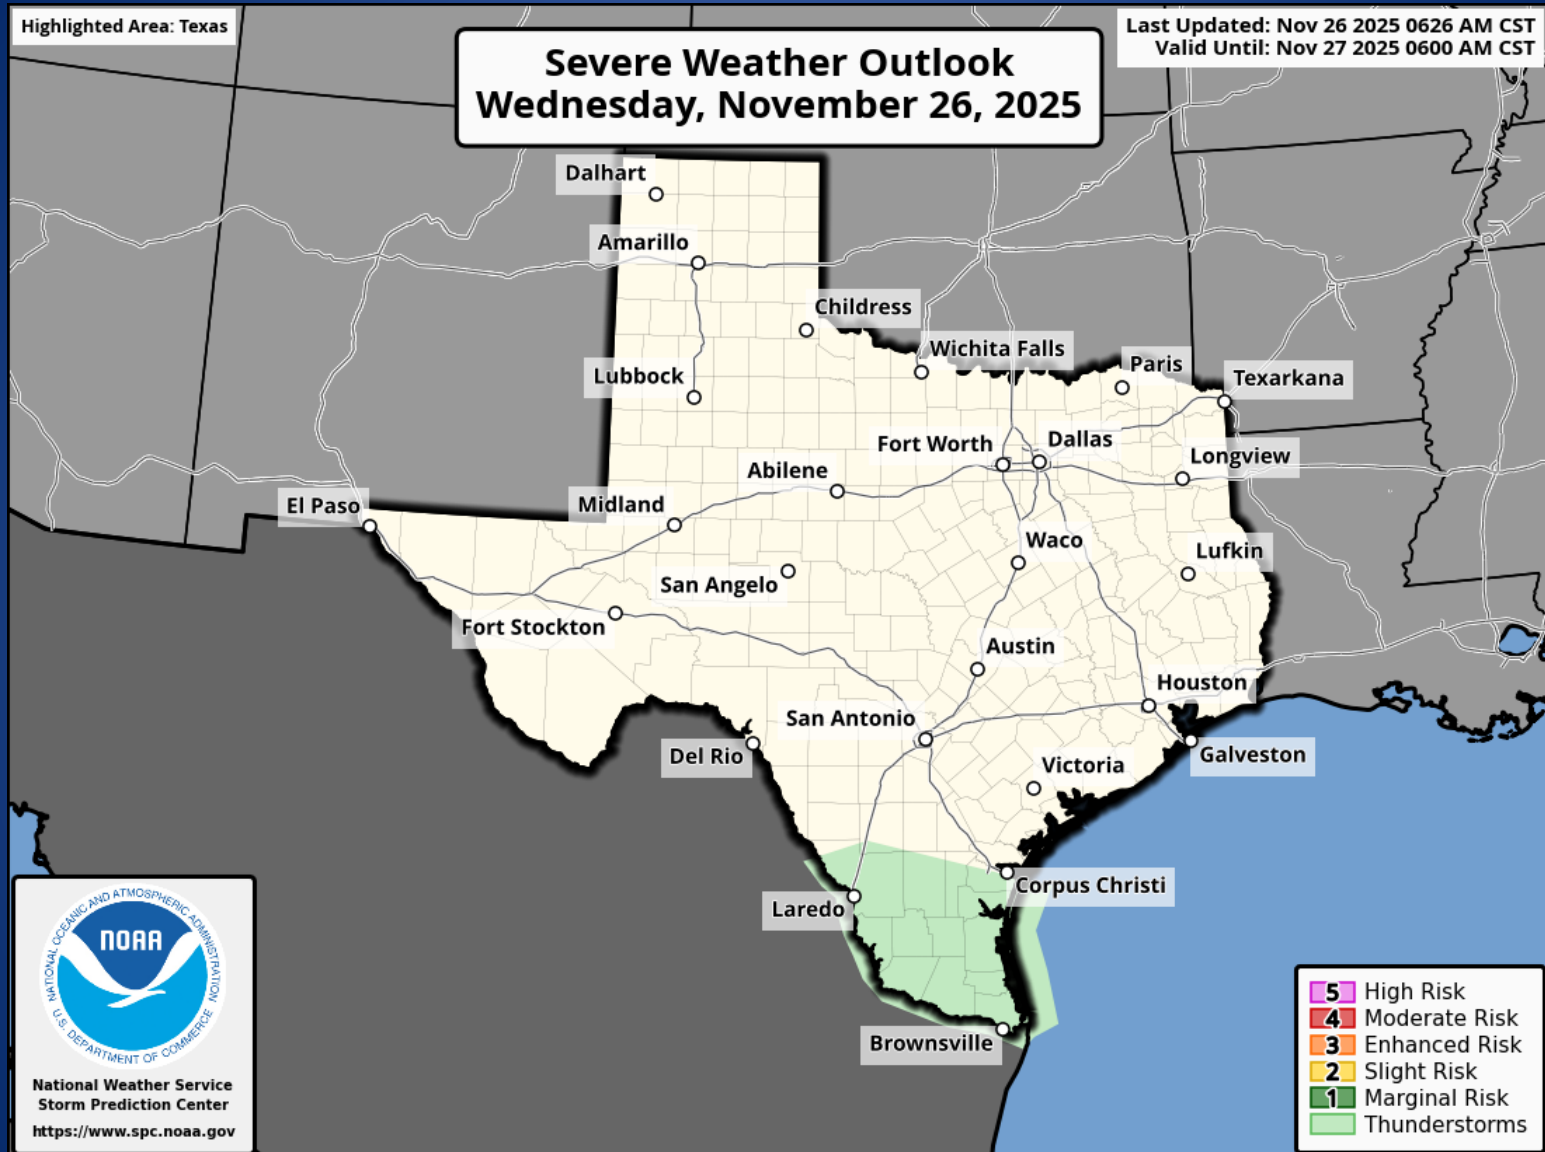 Highlighted Area: Texas
Last Updated: Nov 26 2025 0626 AM CST
Valid Until: Nov 27 2025 0600 AM CST
Severe Weather Outlook
Wednesday, November 26, 2025
Dalhart
Amarillo
Childress
Wichita Falls
Paris
Lubbock
Texarkana
Fort Worth
Dallas
Longview
Abilene
Midland
El Paso
Waco
Lufkin
San Angelo
Fort Stockton
Austin
Houston
San Antonio
Del Rio
Galveston
Victoria
Corpus Christi
Laredo
Brownsville
NATIONAL OCEANIC AND ATMOSPHERIC ADMINISTRATION
NOAA
U.S. DEPARTMENT OF COMMERCE
National Weather Service
Storm Prediction Center
https://www.spc.noaa.gov
5 High Risk
4 Moderate Risk
3 Enhanced Risk
2 Slight Risk
1 Marginal Risk
Thunderstorms